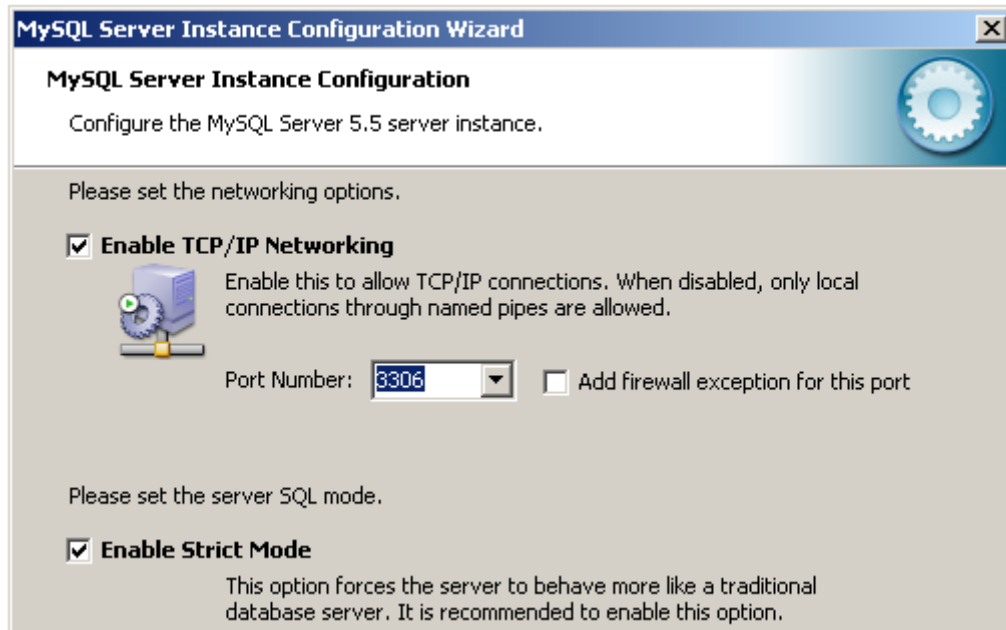 MySQL Server Instance Configuration Wizard
MySQL Server Instance Configuration
Configure the MySQL Server 5.5 server instance.
Please set the networking options.
Enable TCP/IP Networking
Enable this to allow TCP/IP connections. When disabled, only local
connections through named pipes are allowed.
Port Number: 3306 Add firewall exception for this port
Please set the server SQL mode.
Enable Strict Mode
This option forces the server to behave more like a traditional
database server. It is recommended to enable this option.